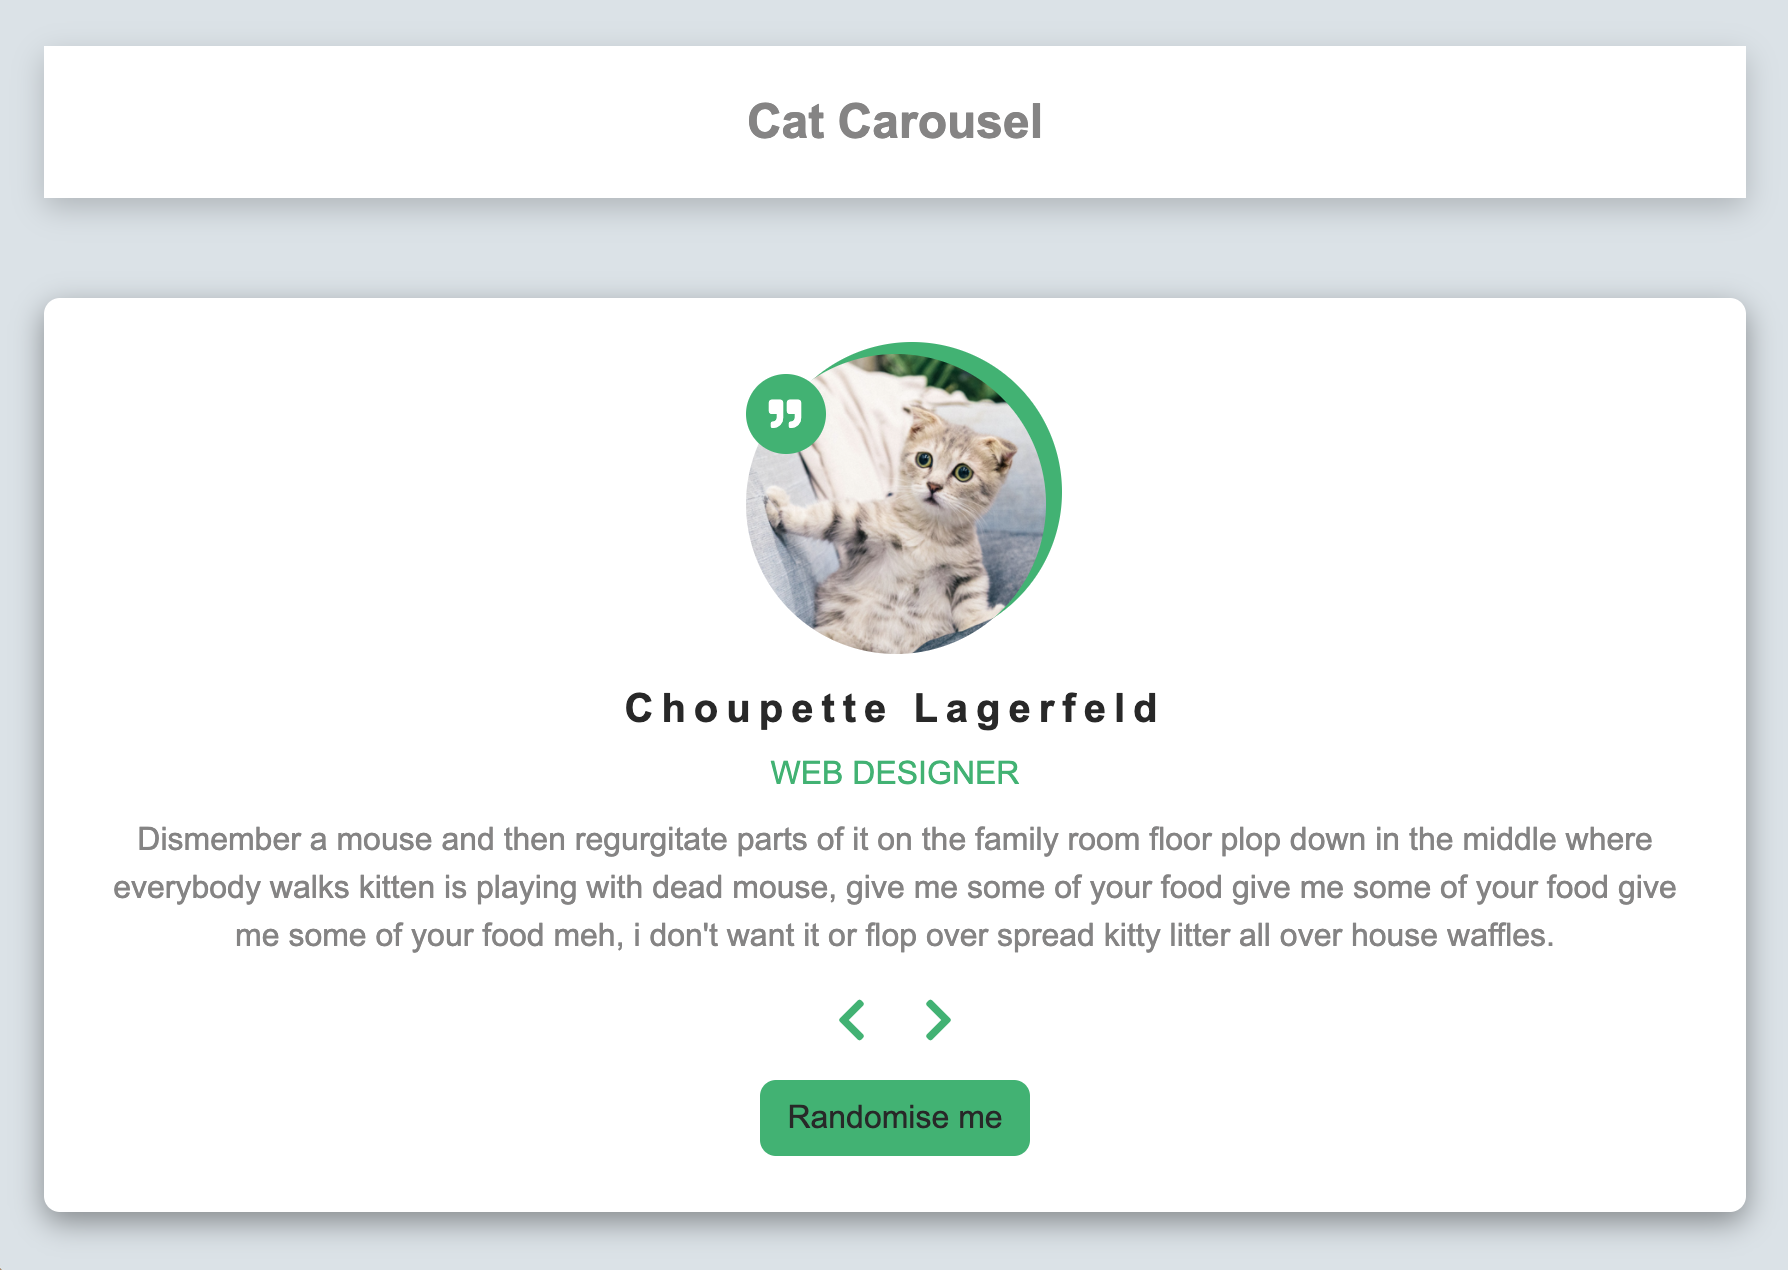 Cat Carousel
Choupette Lagerfeld
WEB DESIGNER
Dismember a mouse and then regurgitate parts of it on the family room floor plop down in the middle where
everybody walks kitten is playing with dead mouse, give me some of your food give me some of your food give
me some of your food meh, i don't want it or flop over spread kitty litter all over house waffles.
Randomise me